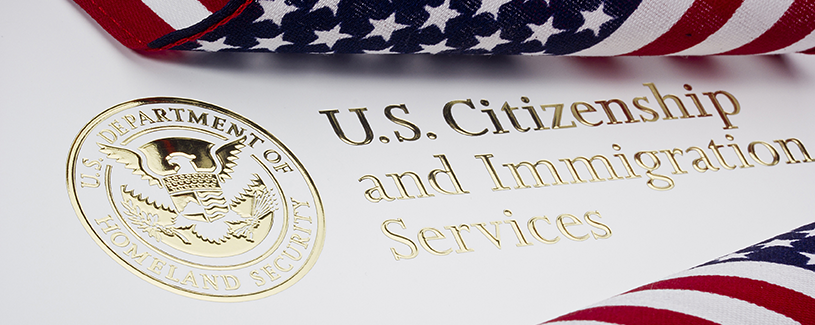 U.S. DEPARTMENT OF
HOMELAND SECURITY
U.S. Citizenship
and Immigration
Services